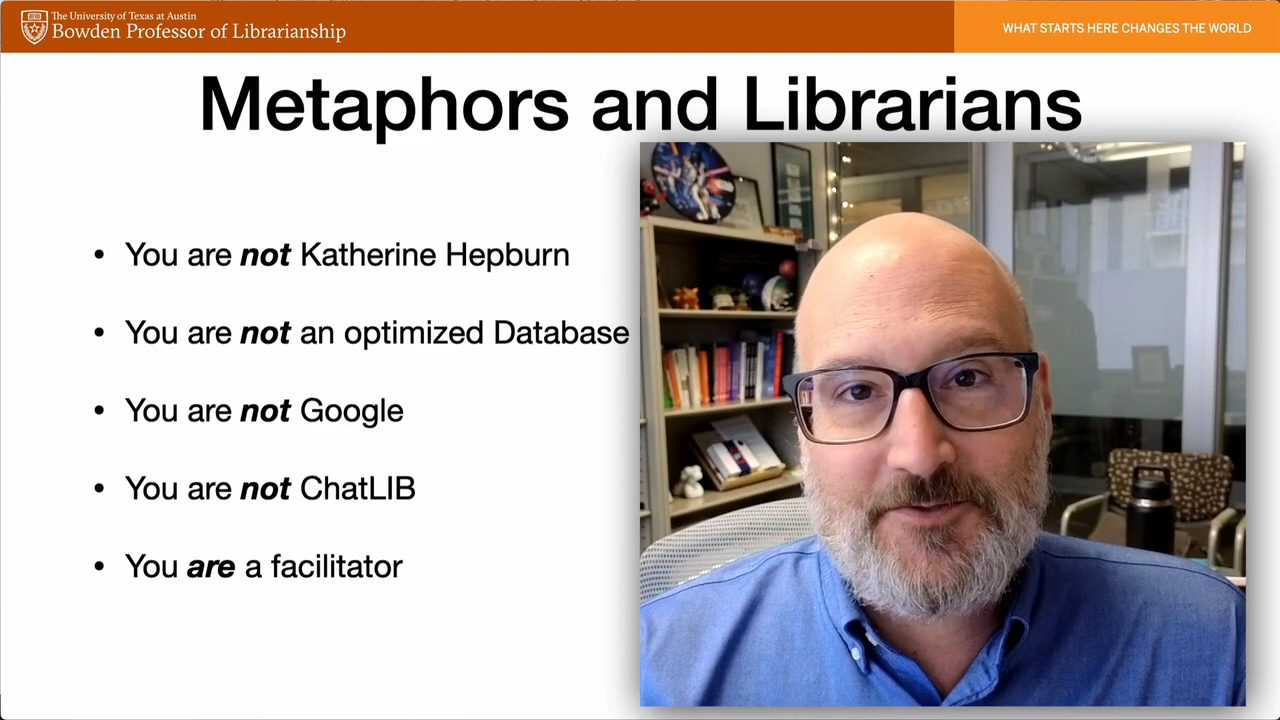 The University of Texas at Austin
Bowden Professor of Librarianship
WHAT STARTS HERE CHANGES THE WORLD
Metaphors and Librarians
• You are not Katherine Hepburn
• You are not an optimized Database
• You are not Google
• You are not ChatLIB
• You are a facilitator